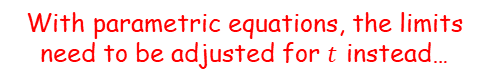 With parametric equations, the limits
need to be adjusted for t instead…